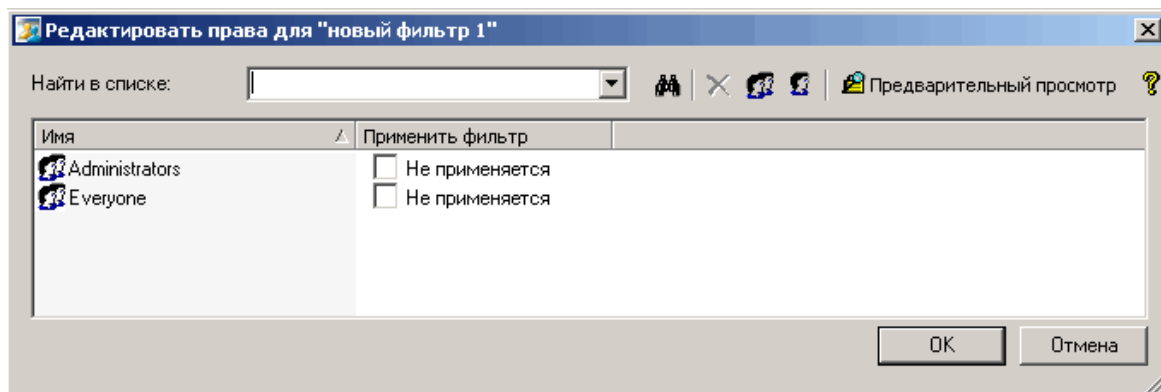 Редактировать права для "новый фильтр 1"
Найти в списке:
Предварительный просмотр
Имя Применить фильтр
Administrators Не применяется
Everyone Не применяется
OK Отмена